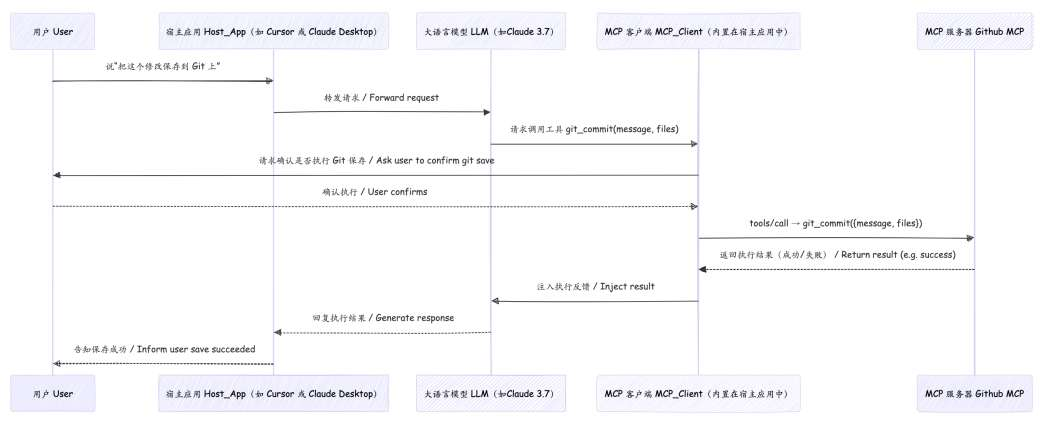 用户 User
宿主应用 Host_App（如 Cursor 或 Claude Desktop）
大语言模型 LLM（如Claude 3.7）
MCP 客户端 MCP_Client（内置在宿主应用中）
MCP 服务器 Github MCP
说“把这个修改保存到 Git 上”
转发请求 / Forward request
请求调用工具 git_commit(message, files)
请求确认是否执行 Git 保存 / Ask user to confirm git save
确认执行 / User confirms
tools/call → git_commit({message, files})
返回执行结果（成功/失败） / Return result (e.g. success)
注入执行反馈 / Inject result
回复执行结果 / Generate response
告知保存成功 / Inform user save succeeded
用户 User
宿主应用 Host_App（如 Cursor 或 Claude Desktop）
大语言模型 LLM（如Claude 3.7）
MCP 客户端 MCP_Client（内置在宿主应用中）
MCP 服务器 Github MCP